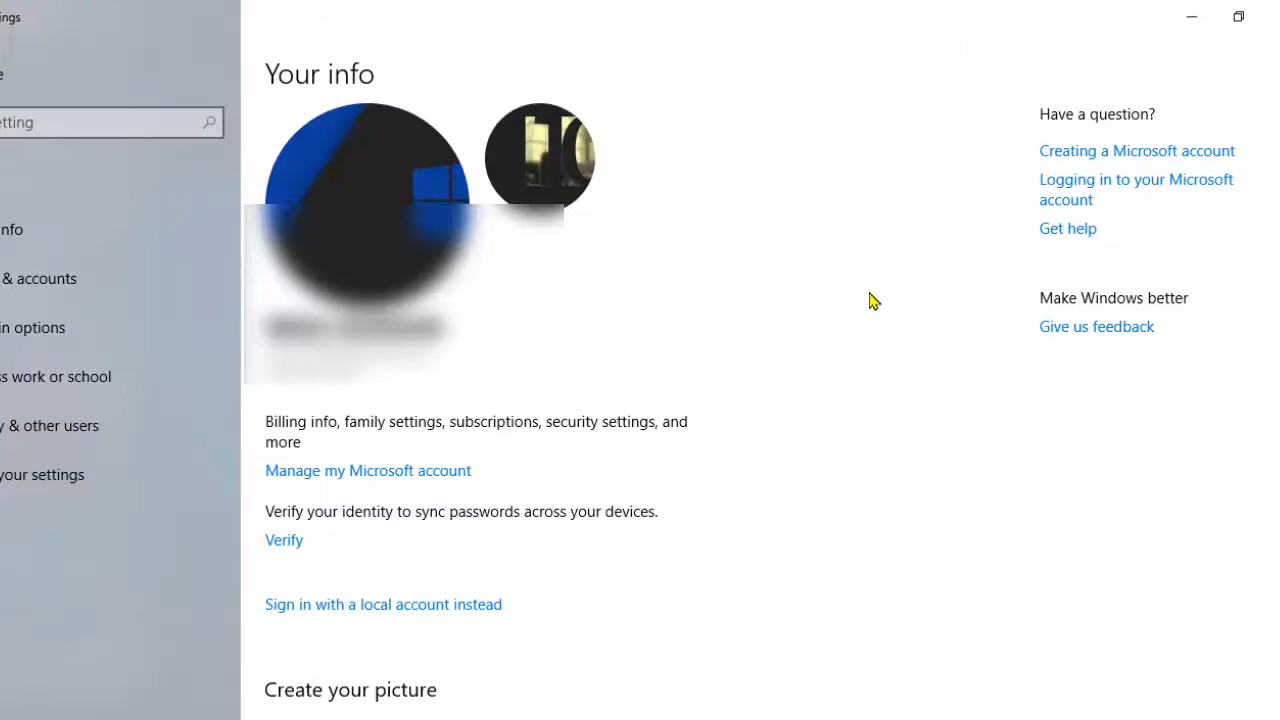 ngs
e
etting
nfo
& accounts
in options
s work or school
y & other users
your settings
Your info
10
Billing info, family settings, subscriptions, security settings, and
more
Manage my Microsoft account
Verify your identity to sync passwords across your devices.
Verify
Sign in with a local account instead
Create your picture
Have a question?
Creating a Microsoft account
Logging in to your Microsoft
account
Get help
Make Windows better
Give us feedback